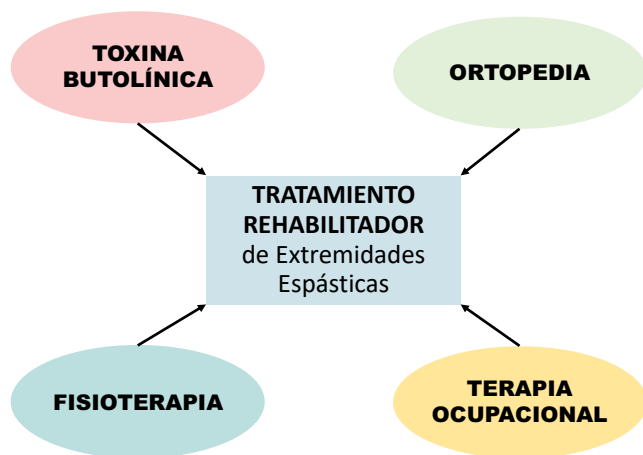 TOXINA
BUTOLÍNICA
ORTOPEDIA
TRATAMIENTO
REHABILITADOR
de Extremidades
Espásticas
FISIOTERAPIA
TERAPIA
OCUPACIONAL